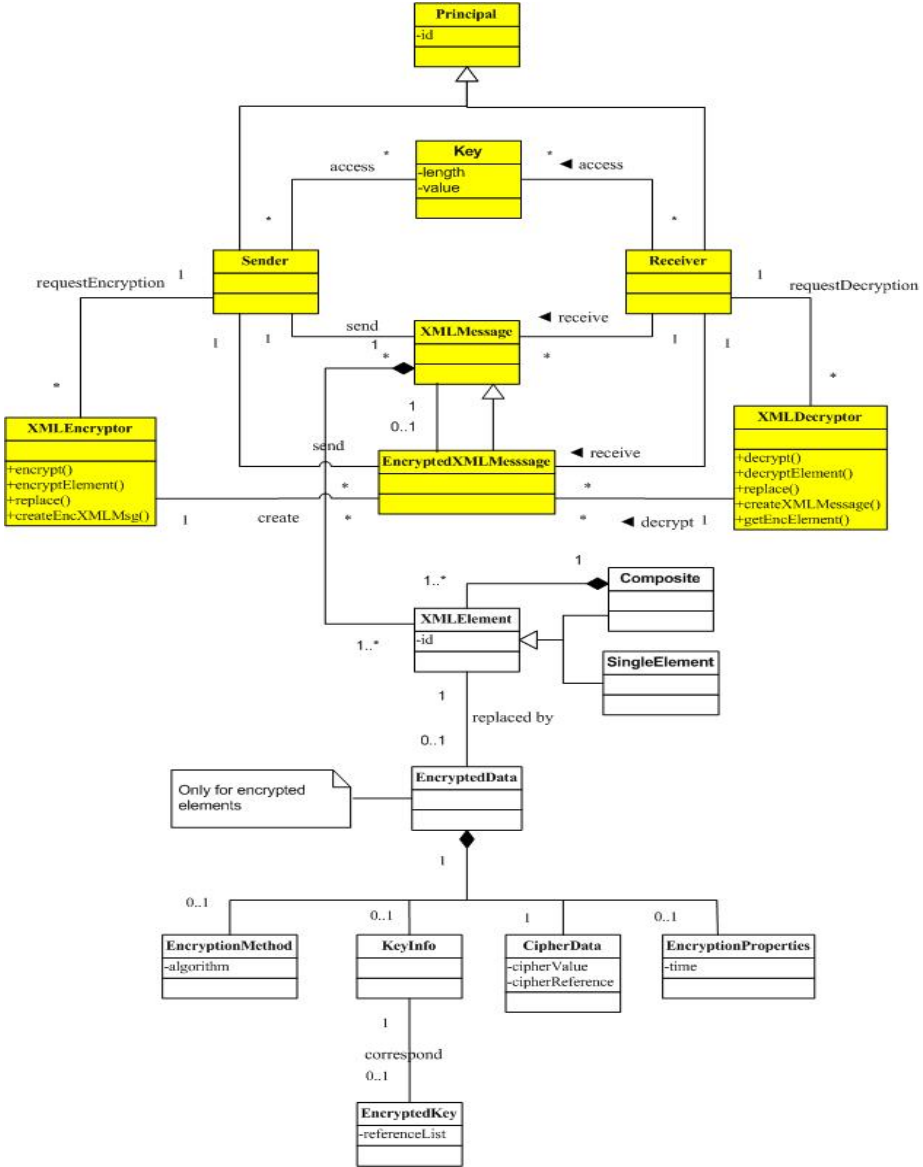 Principal
-id
Key
-length
-value
access
*
*
◄ access
*
*
Sender
Receiver
requestEncryption
1
1
requestDecryption
send
XMLMessage
◄ receive
1
1
1
*
*
1
1
*
*
1
0..1
XMLEncryptor
+encrypt()
+encryptElement()
+replace()
+createEncXMLMsg()
XMLDecryptor
+decrypt()
+decryptElement()
+replace()
+createXMLMessage()
+getEncElement()
send
EncryptedXMLMesssage
◄ receive
*
*
1
create
*
*
◄ decrypt
1
1..*
1
Composite
XMLElement
-id
1..*
SingleElement
1
replaced by
0..1
EncryptedData
Only for encrypted
elements
1
0..1
0..1
1
0..1
EncryptionMethod
-algorithm
KeyInfo
CipherData
-cipherValue
-cipherReference
EncryptionProperties
-time
1
correspond
0..1
EncryptedKey
-referenceList